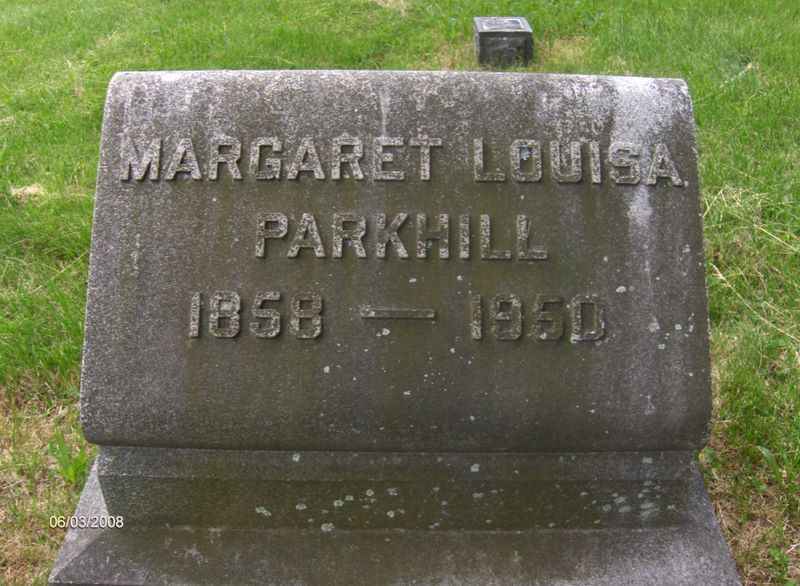 MARGARET LOUISA
PARKHILL
1858 — 1950
06/03/2008